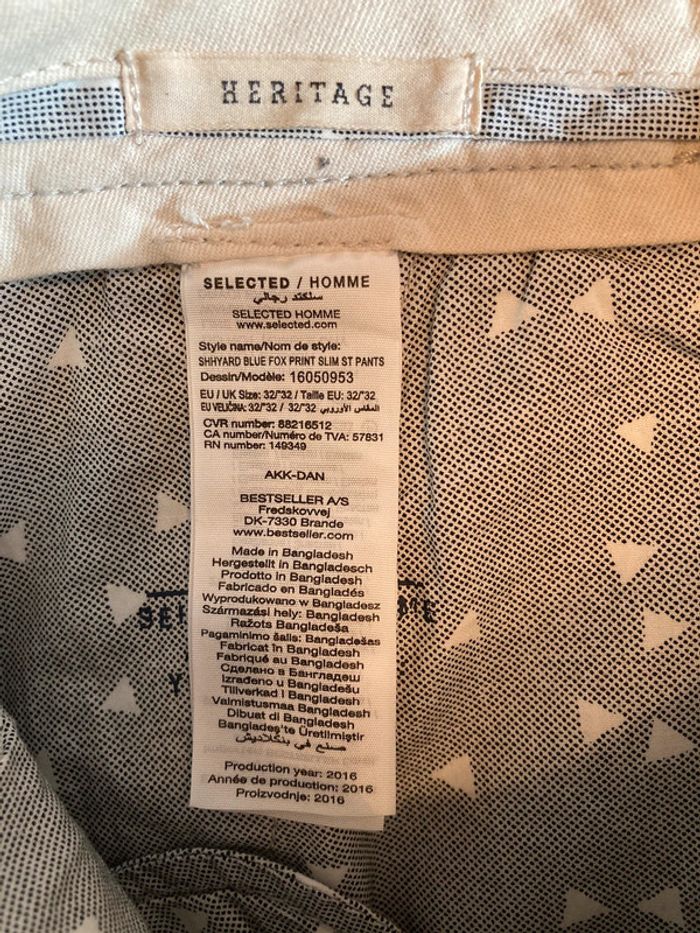 HERITAGE
SELECTED / HOMME
سلكتد رجالي
SELECTED HOMME
www.selected.com
Style name/Nom de style:
SHHYARD BLUE FOX PRINT SLIM ST PANTS
Dessin/Modèle: 16050953
EU / UK Size: 32/"32 / Taille EU: 32/"32
EU VELIČINA: 32/"32 / 32/"32 المقاس الأوروبي
CVR number: 88216512
CA number/Numéro de TVA: 57831
RN number: 149349
AKK-DAN
BESTSELLER A/S
Fredskovvej
DK-7330 Brande
www.bestseller.com
Made in Bangladesh
Hergestellt in Bangladesch
Prodotto in Bangladesh
Fabricado en Bangladés
Wyprodukowano w Bangladesz
Származási hely: Bangladesh
Ražots Bangladeša
Pagaminimo šalis: Bangladešas
Fabricat în Bangladesh
Fabriqué au Bangladesh
Сделано в Бангладеш
Izrađeno u Bangladešu
Tillverkad i Bangladesh
Valmistusmaa Bangladesh
Dibuat di Bangladesh
Bangladeş'te Üretilmiştir
صنع في بنگلاديش
Production year: 2016
Année de production: 2016
Proizvodnje: 2016